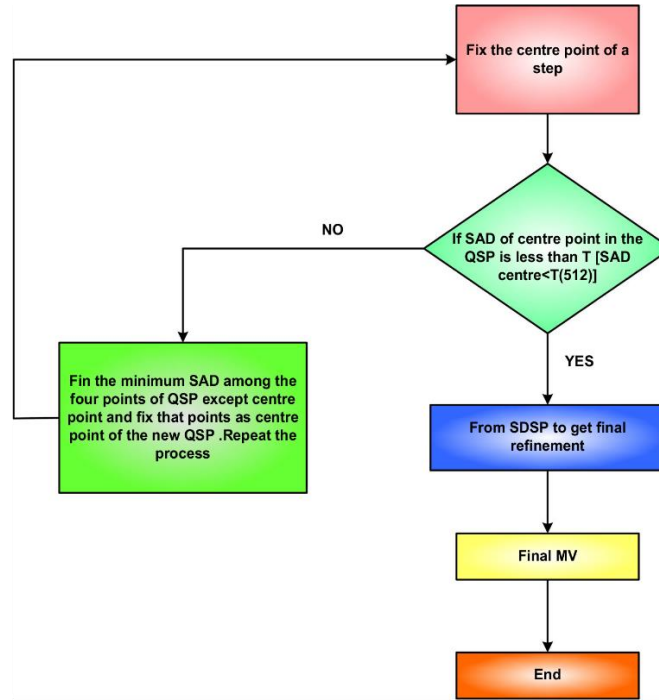 Fix the centre point of a
step
If SAD of centre point in the
QSP is less than T [SAD
centre<T(512)]
NO
YES
Fin the minimum SAD among the
four points of QSP except centre
point and fix that points as centre
point of the new QSP .Repeat the
process
From SDSP to get final
refinement
Final MV
End